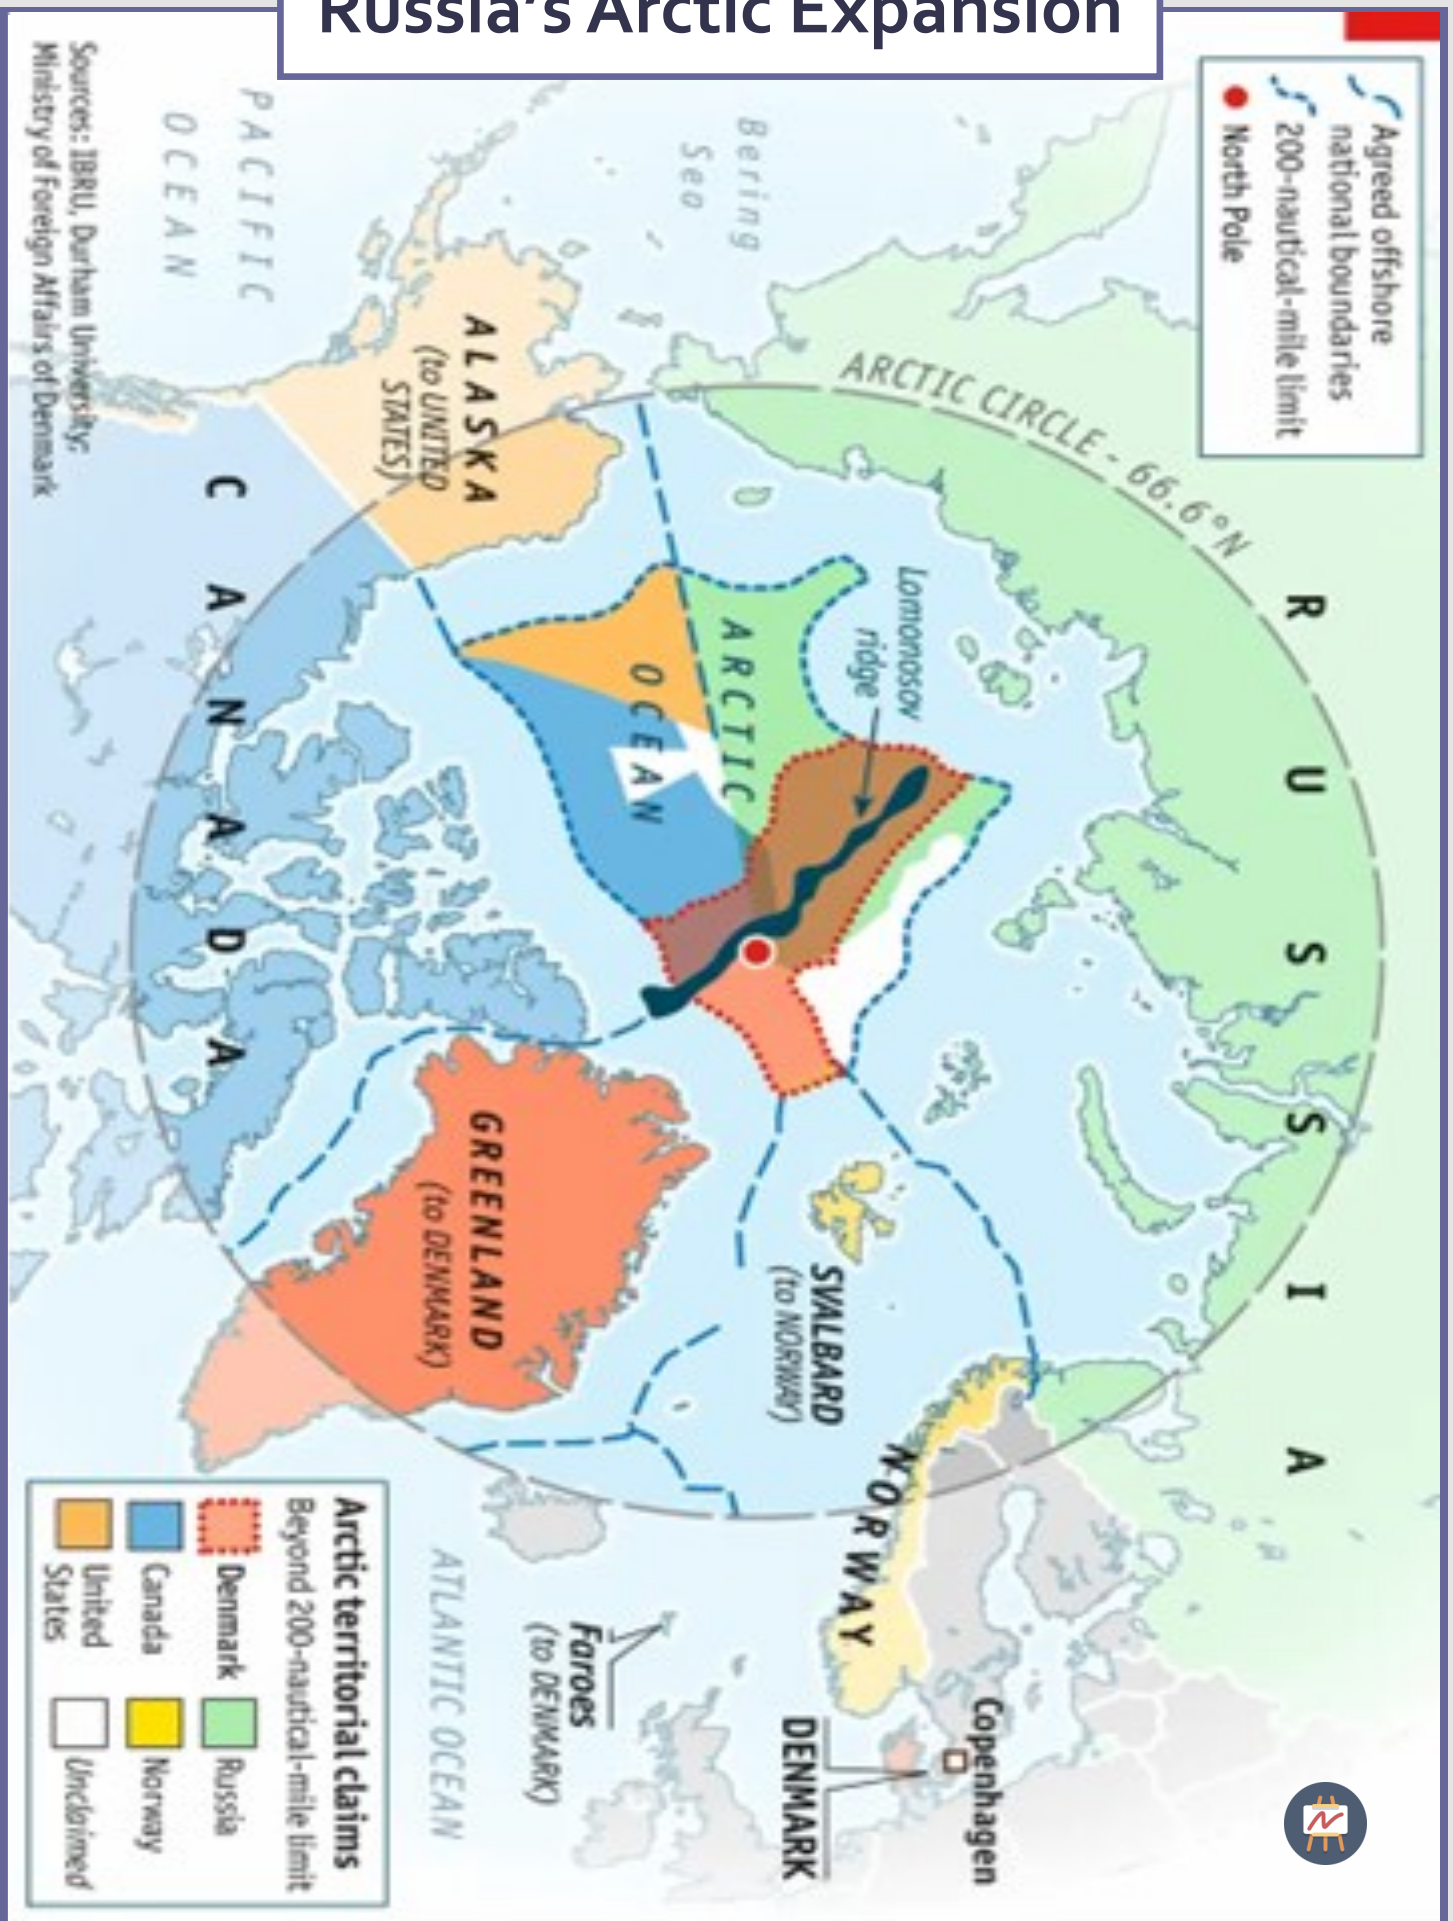 Russia's Arctic Expansion
Agreed offshore
national boundaries
200-nautical-mile limit
North Pole
ARCTIC CIRCLE - 66.6°N
RUSSIA
PACIFIC
OCEAN
Bering
Sea
ALASKA
(to UNITED
STATES)
CANADA
ARCTIC
OCEAN
Lomonosov
ridge
GREENLAND
(to DENMARK)
SVALBARD
(to NORWAY)
NORWAY
Copenhagen
DENMARK
Faroes
(to DENMARK)
ATLANTIC OCEAN
Arctic territorial claims
Beyond 200-nautical-mile limit
Denmark
Russia
Canada
Norway
United
States
Unclaimed
Sources: IBRU, Durham University;
Ministry of Foreign Affairs of Denmark